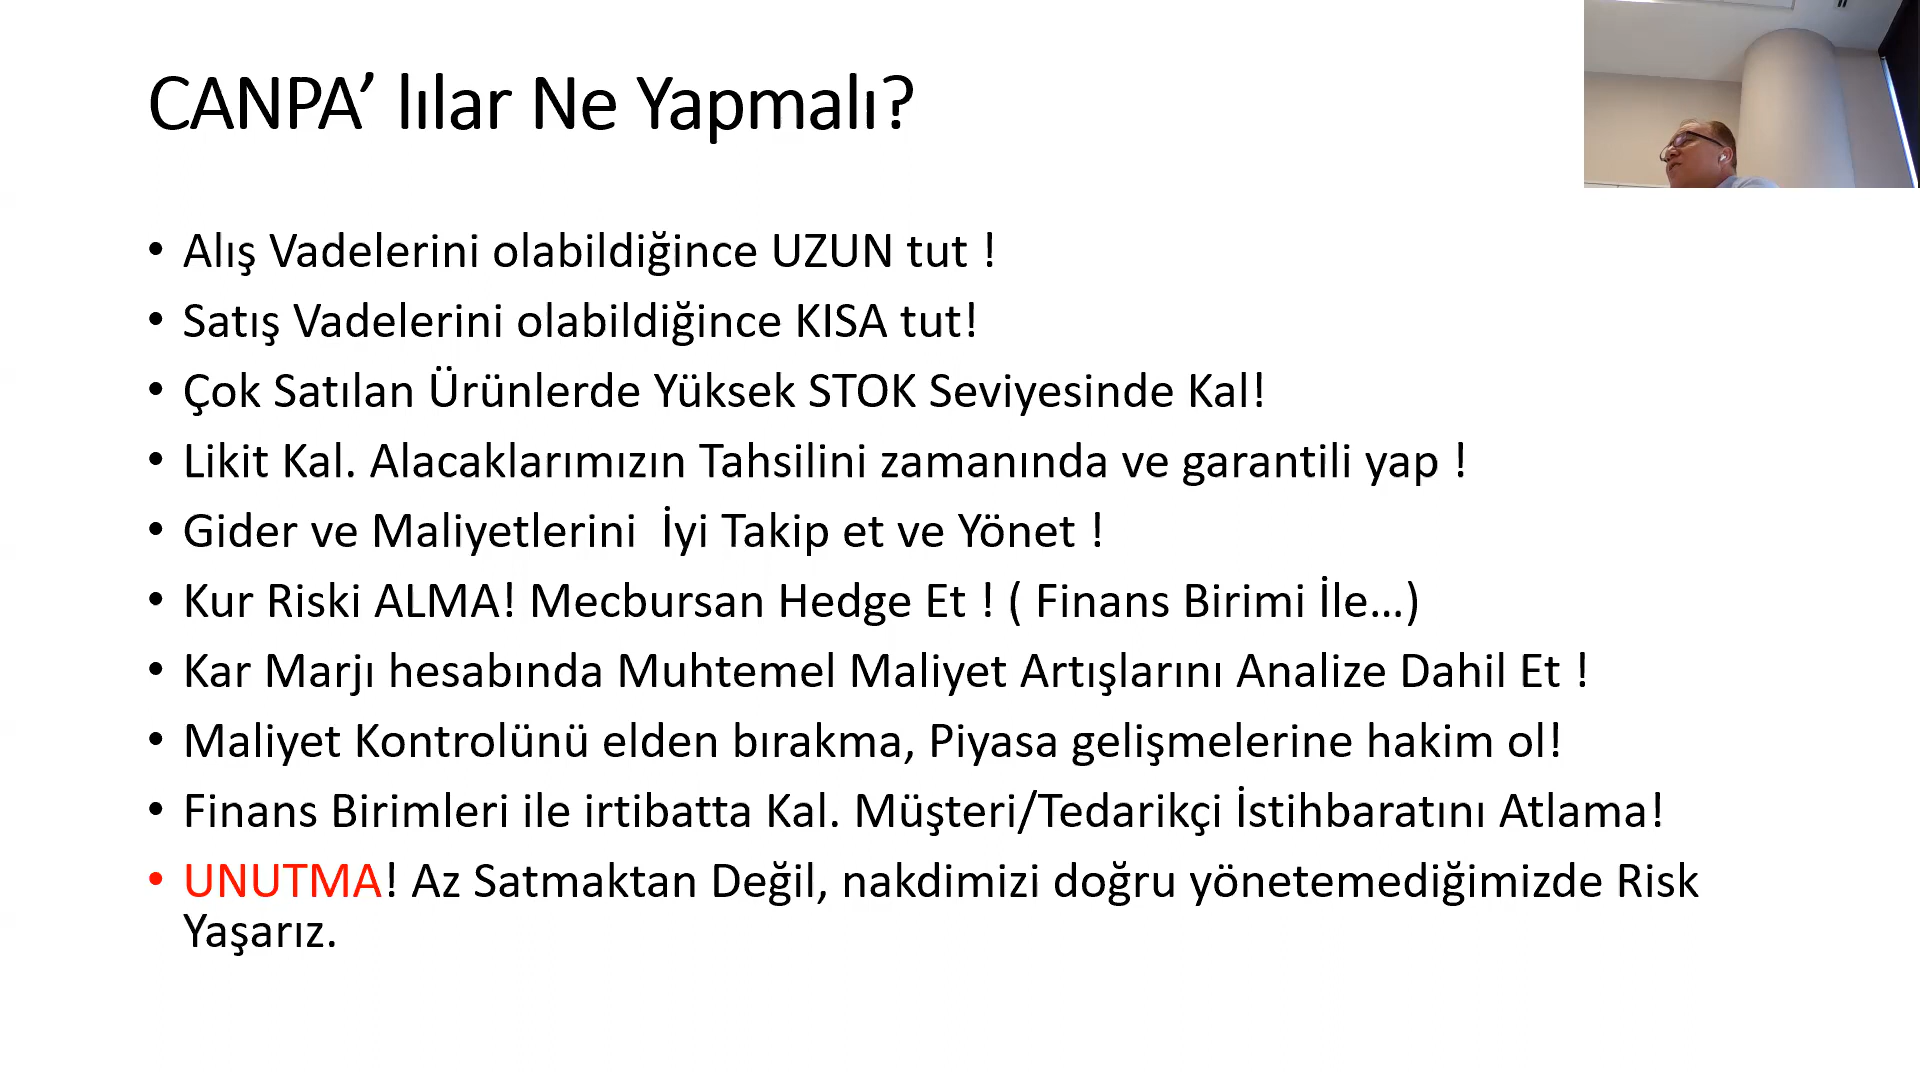 CANPA’ lılar Ne Yapmalı?
• Alış Vadelerini olabildiğince UZUN tut !
• Satış Vadelerini olabildiğince KISA tut!
• Çok Satılan Ürünlerde Yüksek STOK Seviyesinde Kal!
• Likit Kal. Alacaklarımızın Tahsilini zamanında ve garantili yap !
• Gider ve Maliyetlerini  İyi Takip et ve Yönet !
• Kur Riski ALMA! Mecbursan Hedge Et ! ( Finans Birimi İle...)
• Kar Marjı hesabında Muhtemel Maliyet Artışlarını Analize Dahil Et !
• Maliyet Kontrolünü elden bırakma, Piyasa gelişmelerine hakim ol!
• Finans Birimleri ile irtibatta Kal. Müşteri/Tedarikçi İstihbaratını Atlama!
• UNUTMA! Az Satmaktan Değil, nakdimizi doğru yönetemediğimizde Risk
Yaşarız.